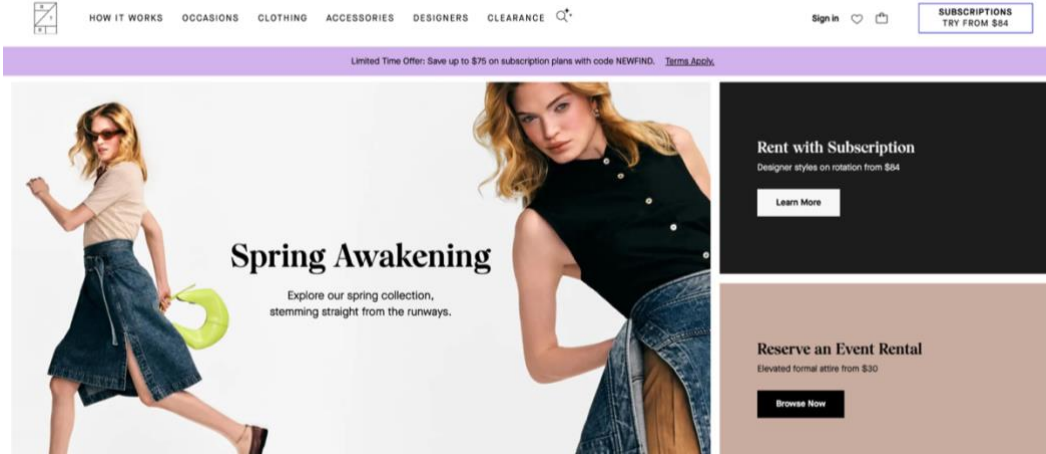 HOW IT WORKS OCCASIONS CLOTHING ACCESSORIES DESIGNERS CLEARANCE
Sign in
SUBSCRIPTIONS
TRY FROM $84
Limited Time Offer: Save up to $75 on subscription plans with code NEWFIND. Terms Apply.
Spring Awakening
Explore our spring collection,
stemming straight from the runways.
Rent with Subscription
Designer styles on rotation from $84
Learn More
Reserve an Event Rental
Elevated formal attire from $30
Browse Now